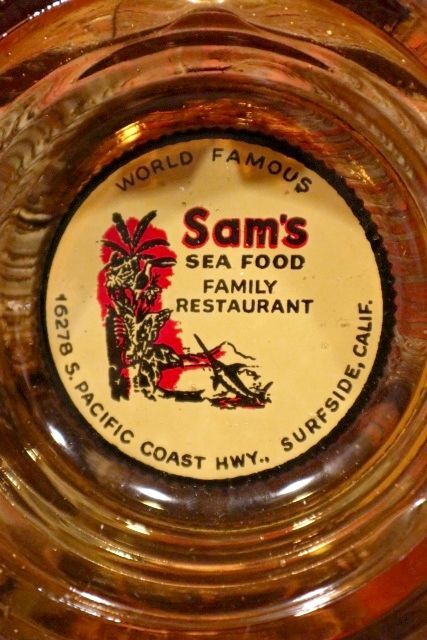 WORLD FAMOUS
Sam's
SEA FOOD
FAMILY
RESTAURANT
16278 S. PACIFIC COAST HWY., SURFSIDE, CALIF.